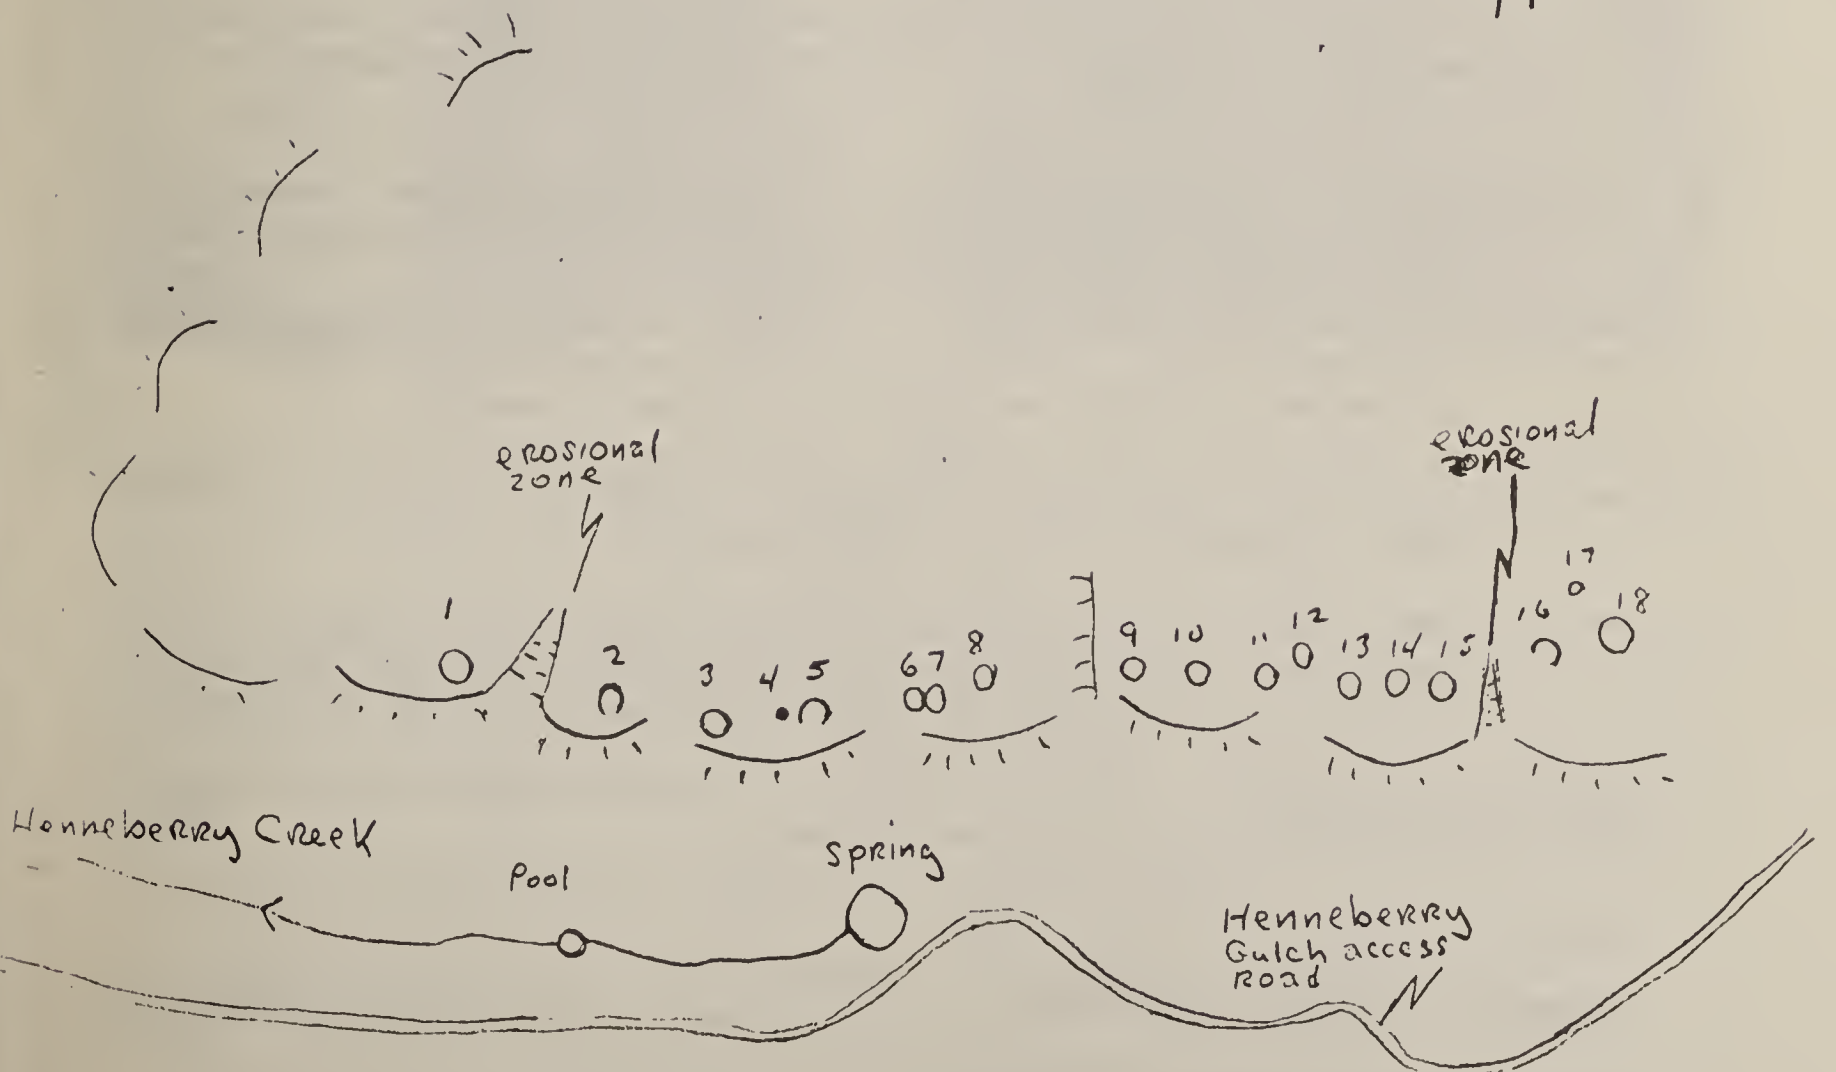 erosional
zone
erosional
zone
1
2
3
4
5
6
7
8
9
10
11
12
13
14
15
16
17
18
Henneberry Creek
Pool
Spring
Henneberry
Gulch access
Road